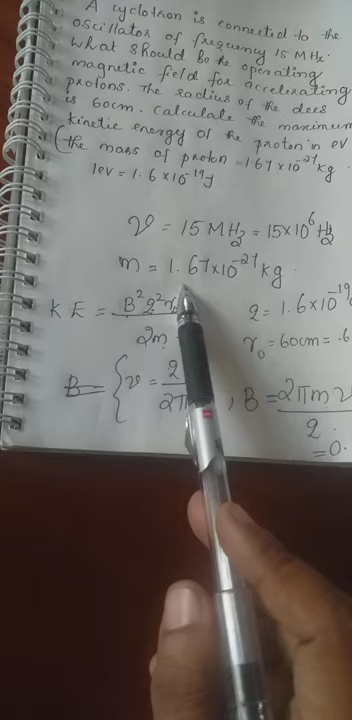 A cyclotron is connected to the
oscillator of frequency 15 MHz.
What should be the operating
magnetic field for accelerating
protons. The radius of the dees
is 60cm. Calculate the maximum
kinetic energy of the proton in eV
(the mass of proton = 1.67 × 10⁻²⁷ kg
1ev = 1.6 × 10⁻¹⁹J
ν = 15 MHz = 15×10⁶ Hz
m = 1.67×10⁻²⁷ kg.
KE = B²q²r / 2m
q = 1.6×10⁻¹⁹
r₀ = 60cm = .6
B = { ν = q / 2π , B = 2πmν / q
= 0.